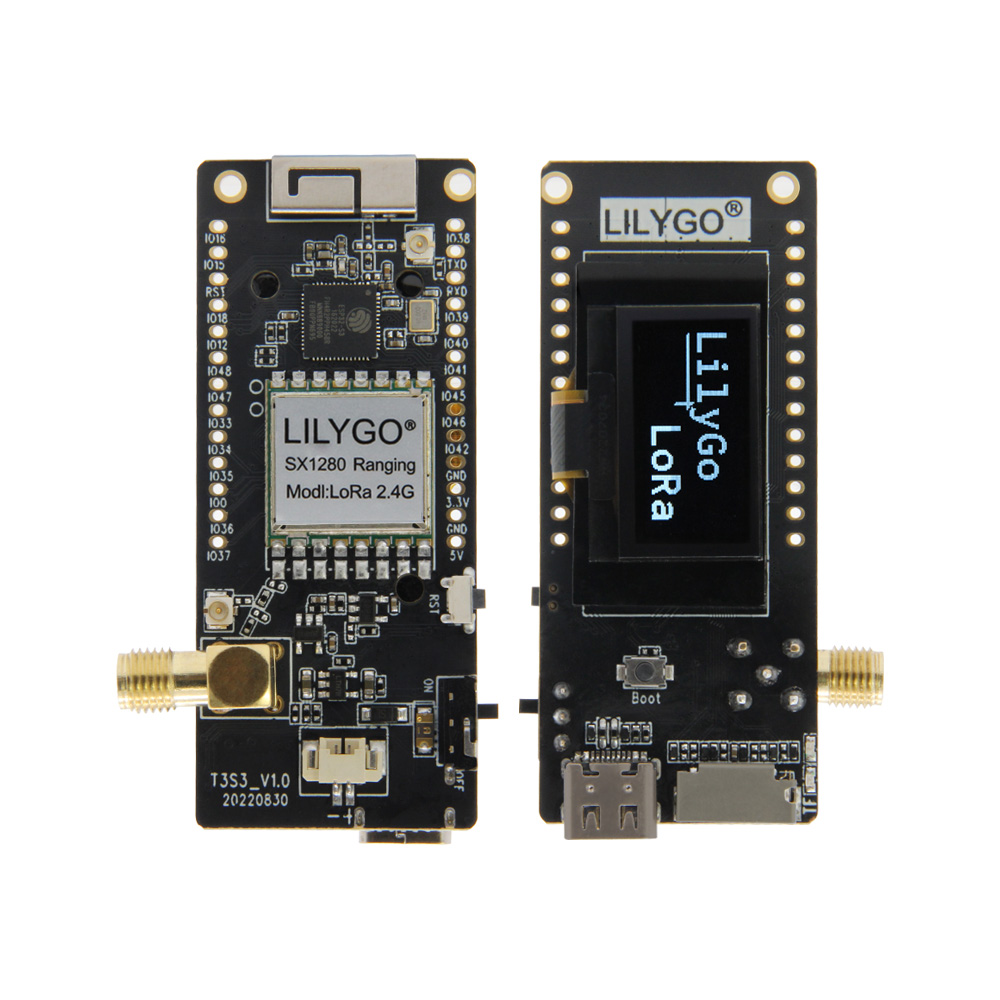 IO16
IO15
RST
IO18
IO12
IO48
IO47
IO33
IO34
IO35
IO0
IO36
IO37
IO38
TXD
RXD
IO39
IO40
IO41
IO45
IO46
IO42
GND
3.3V
GND
5V
LILYGO®
SX1280 Ranging
Modl:LoRa 2.4G
RST
ON
OFF
T3S3_V1.0
20220830
- +
LILYGO®
LilyGo
LoRa
Boot
TF